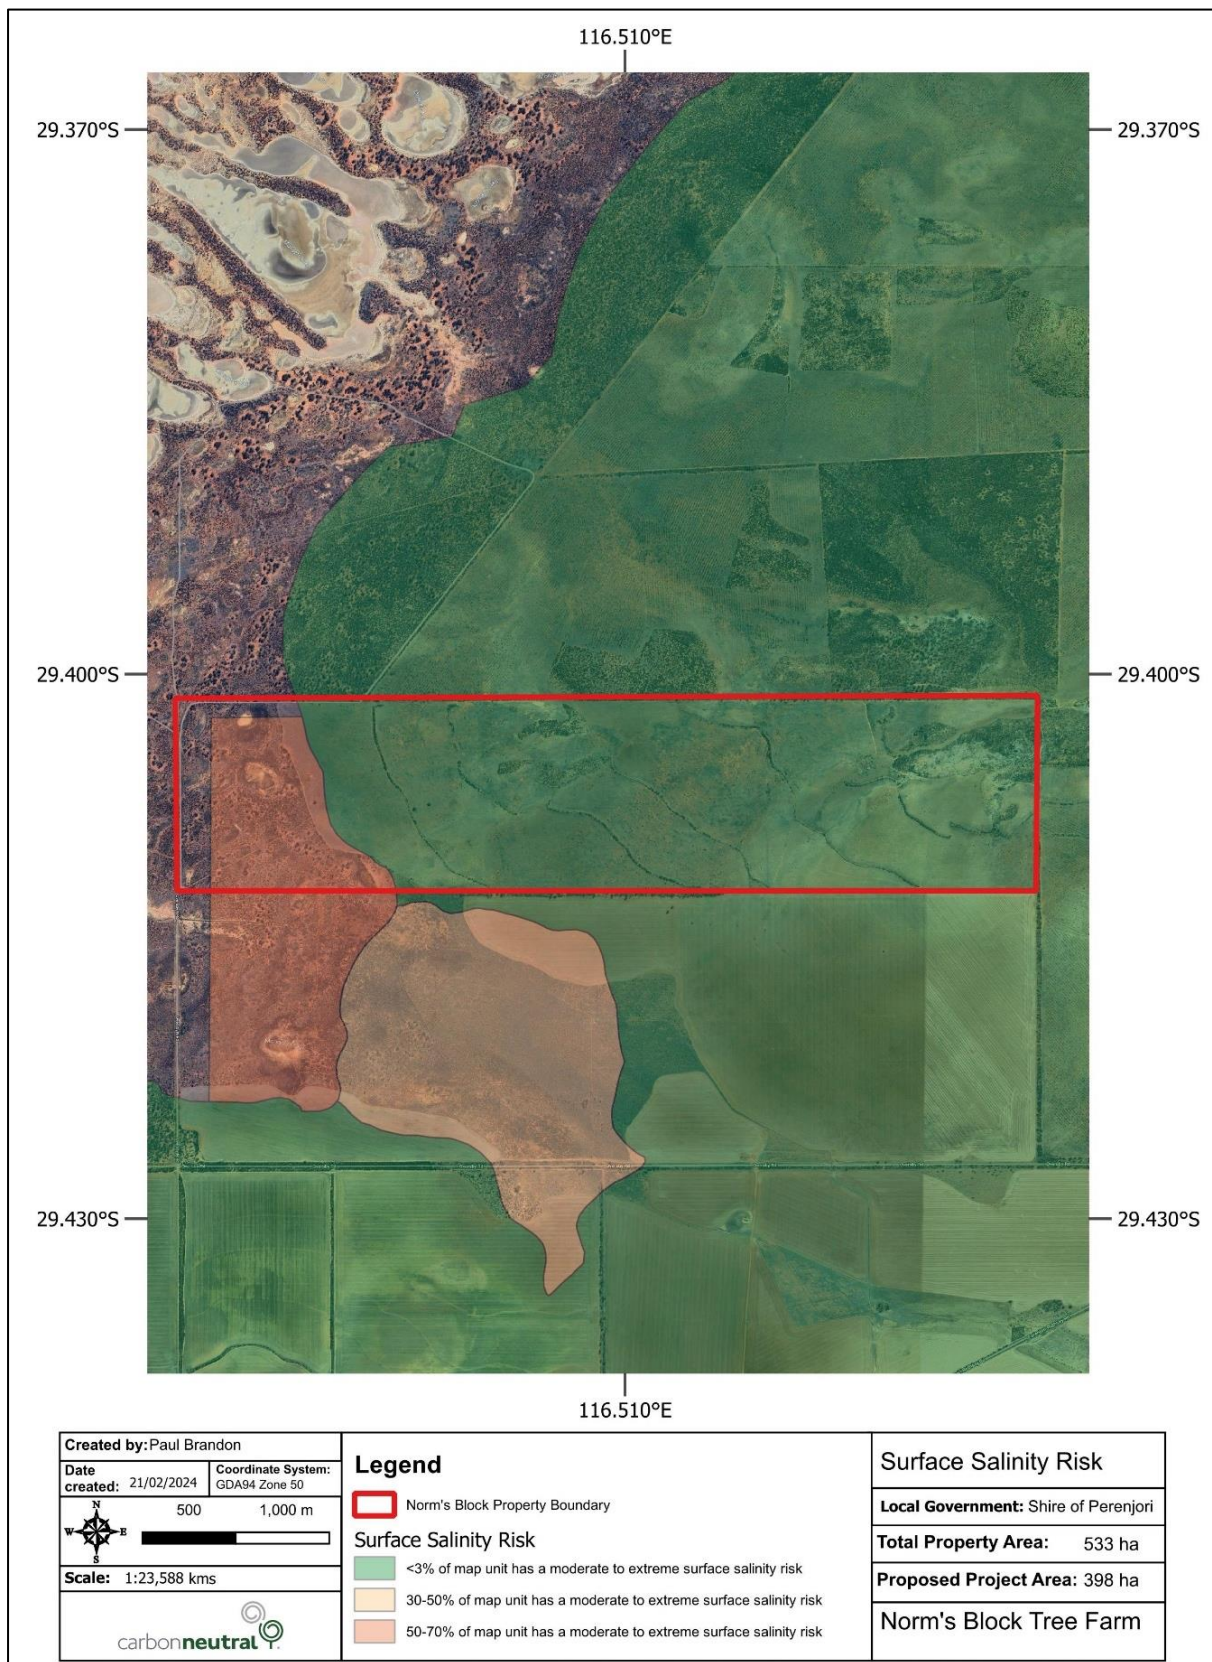 116.510°E
29.370°S
29.370°S
29.400°S
29.400°S
29.430°S
29.430°S
116.510°E
Created by: Paul Brandon
Date created: 21/02/2024
Coordinate System: GDA94 Zone 50
N
W E
S
500 1,000 m
Scale: 1:23,588 kms
carbonneutral
Legend
Norm's Block Property Boundary
Surface Salinity Risk
<3% of map unit has a moderate to extreme surface salinity risk
30-50% of map unit has a moderate to extreme surface salinity risk
50-70% of map unit has a moderate to extreme surface salinity risk
Surface Salinity Risk
Local Government: Shire of Perenjori
Total Property Area: 533 ha
Proposed Project Area: 398 ha
Norm's Block Tree Farm